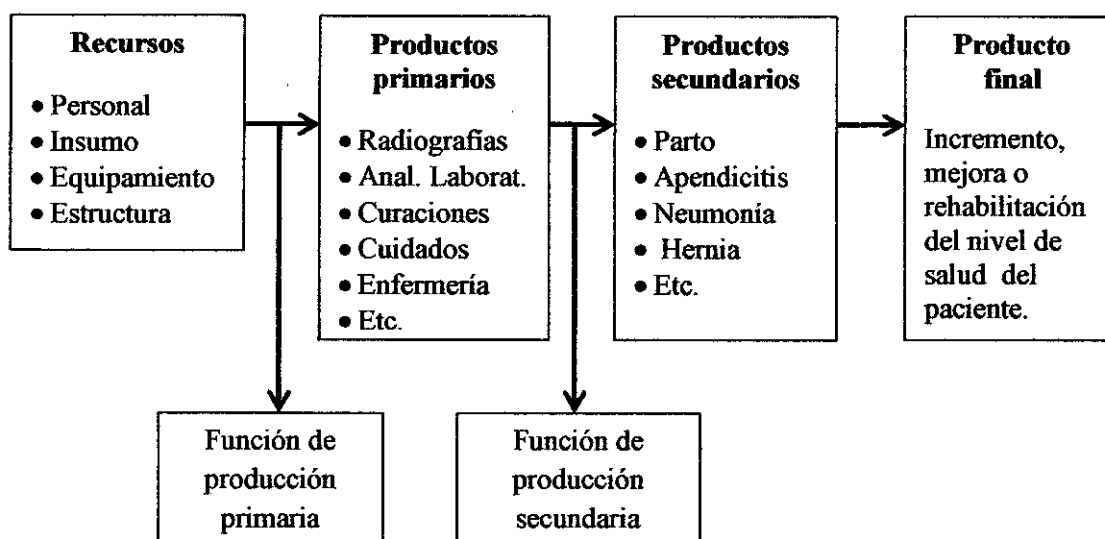 Recursos
• Personal
• Insumo
• Equipamiento
• Estructura
Productos
primarios
• Radiografías
• Anal. Laborat.
• Curaciones
• Cuidados
• Enfermería
• Etc.
Productos
secundarios
• Parto
• Apendicitis
• Neumonía
• Hernia
• Etc.
Producto
final
Incremento,
mejora o
rehabilitación
del nivel de
salud del
paciente.
Función de
producción
primaria
Función de
producción
secundaria